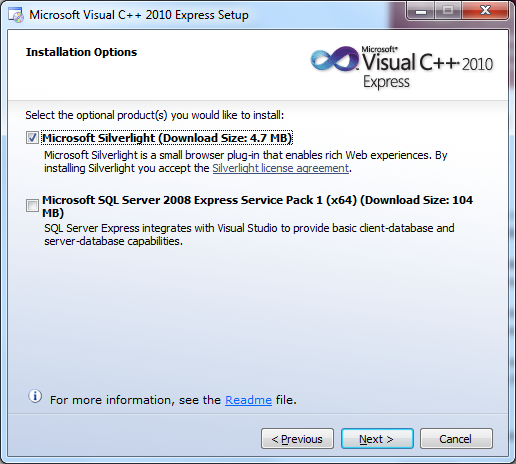 Microsoft Visual C++ 2010 Express Setup
Installation Options
Microsoft®
Visual C++ 2010
Express
Select the optional product(s) you would like to install:
Microsoft Silverlight (Download Size: 4.7 MB)
Microsoft Silverlight is a small browser plug-in that enables rich Web experiences. By
installing Silverlight you accept the Silverlight license agreement.
Microsoft SQL Server 2008 Express Service Pack 1 (x64) (Download Size: 104
MB)
SQL Server Express integrates with Visual Studio to provide basic client-database and
server-database capabilities.
For more information, see the Readme file.
< Previous
Next >
Cancel